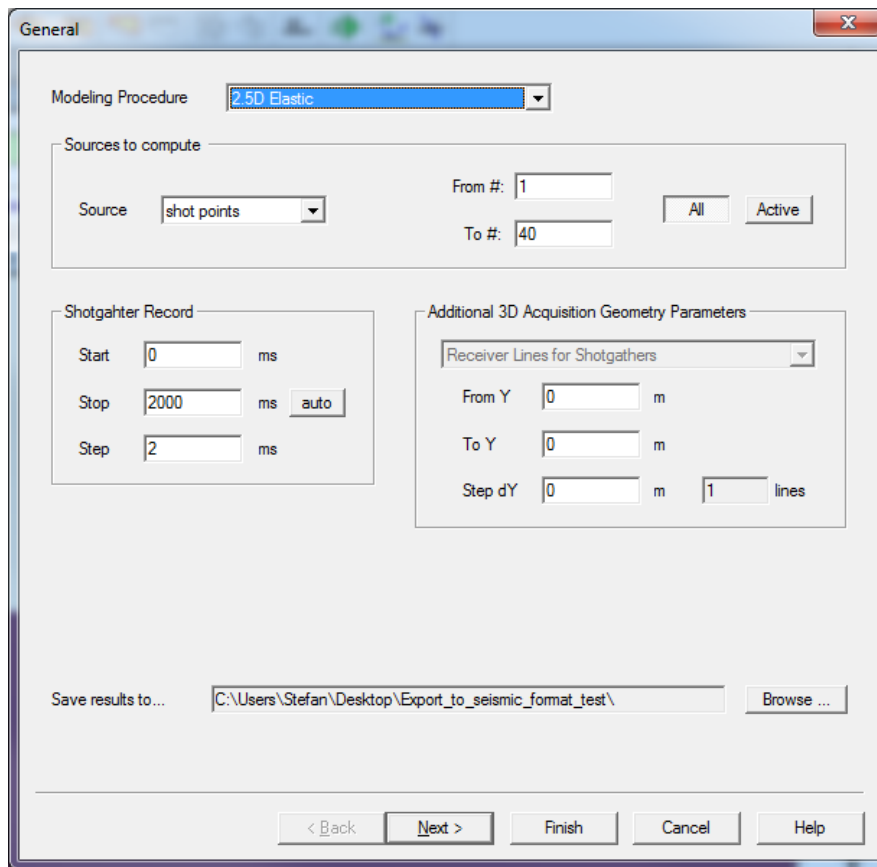 General
Modeling Procedure 2.5D Elastic
Sources to compute
Source shot points
From #: 1
To #: 40
All Active
Shotgahter Record
Start 0 ms
Stop 2000 ms auto
Step 2 ms
Additional 3D Acquisition Geometry Parameters
Receiver Lines for Shotgathers
From Y 0 m
To Y 0 m
Step dY 0 m 1 lines
Save results to... C:\Users\Stefan\Desktop\Export_to_seismic_format_test\ Browse ...
< Back Next > Finish Cancel Help